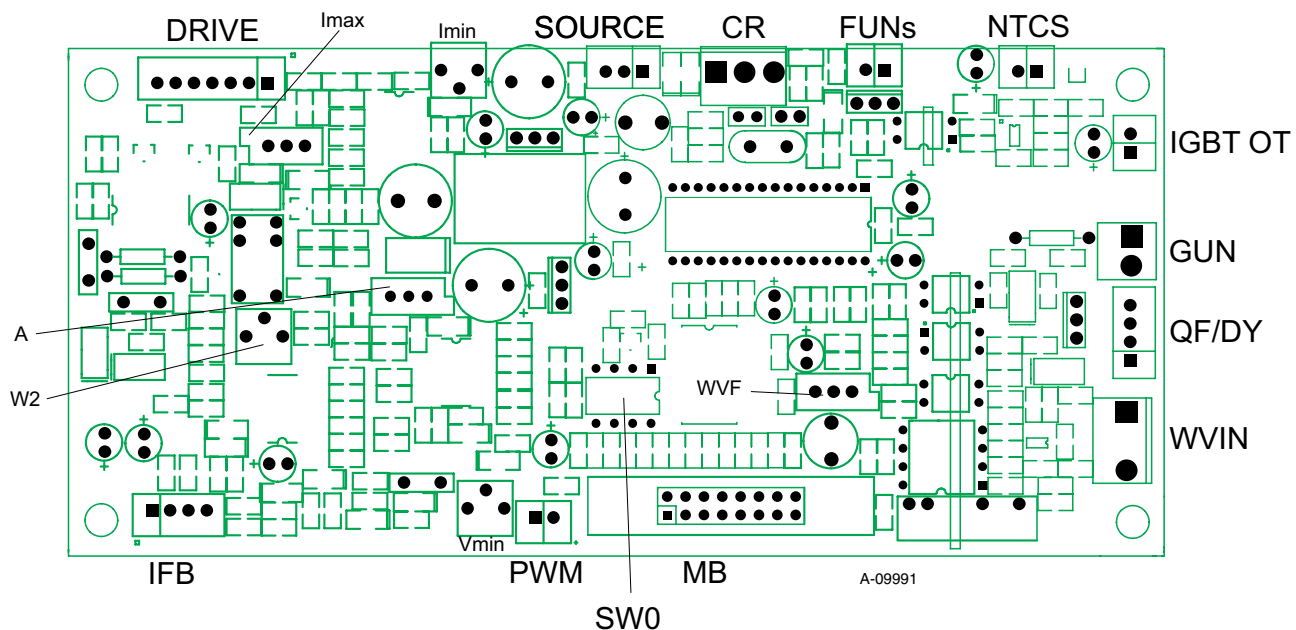 DRIVE
Imax
Imin
SOURCE
CR
FUNs
NTCS
IGBT OT
GUN
QF/DY
A
W2
WVF
WVIN
Vmin
IFB
PWM
MB
A-09991
SW0